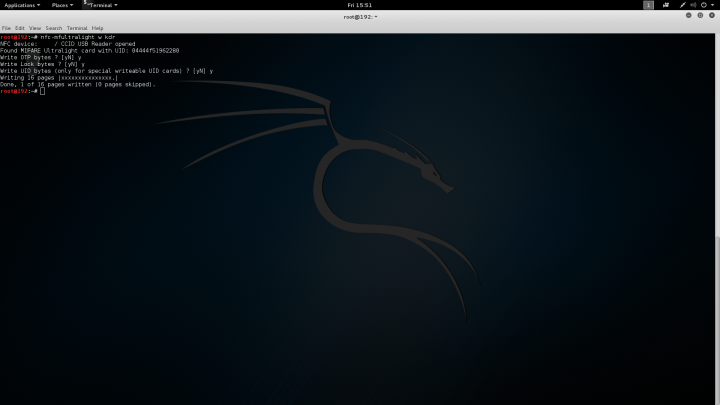 Applications Places Terminal Fri 15:51 1
root@192: ~
File Edit View Search Terminal Help
root@192:~# nfc-mfultralight w kdr
NFC device: / CCID USB Reader opened
Found MIFARE Ultralight card with UID: 04444f51962280
Write OTP bytes ? [yN] y
Write Lock bytes ? [yN] y
Write UID bytes (only for special writeable UID cards) ? [yN] y
Writing 16 pages |xxxxxxxxxxxxxxx.|
Done, 1 of 16 pages written (0 pages skipped).
root@192:~#